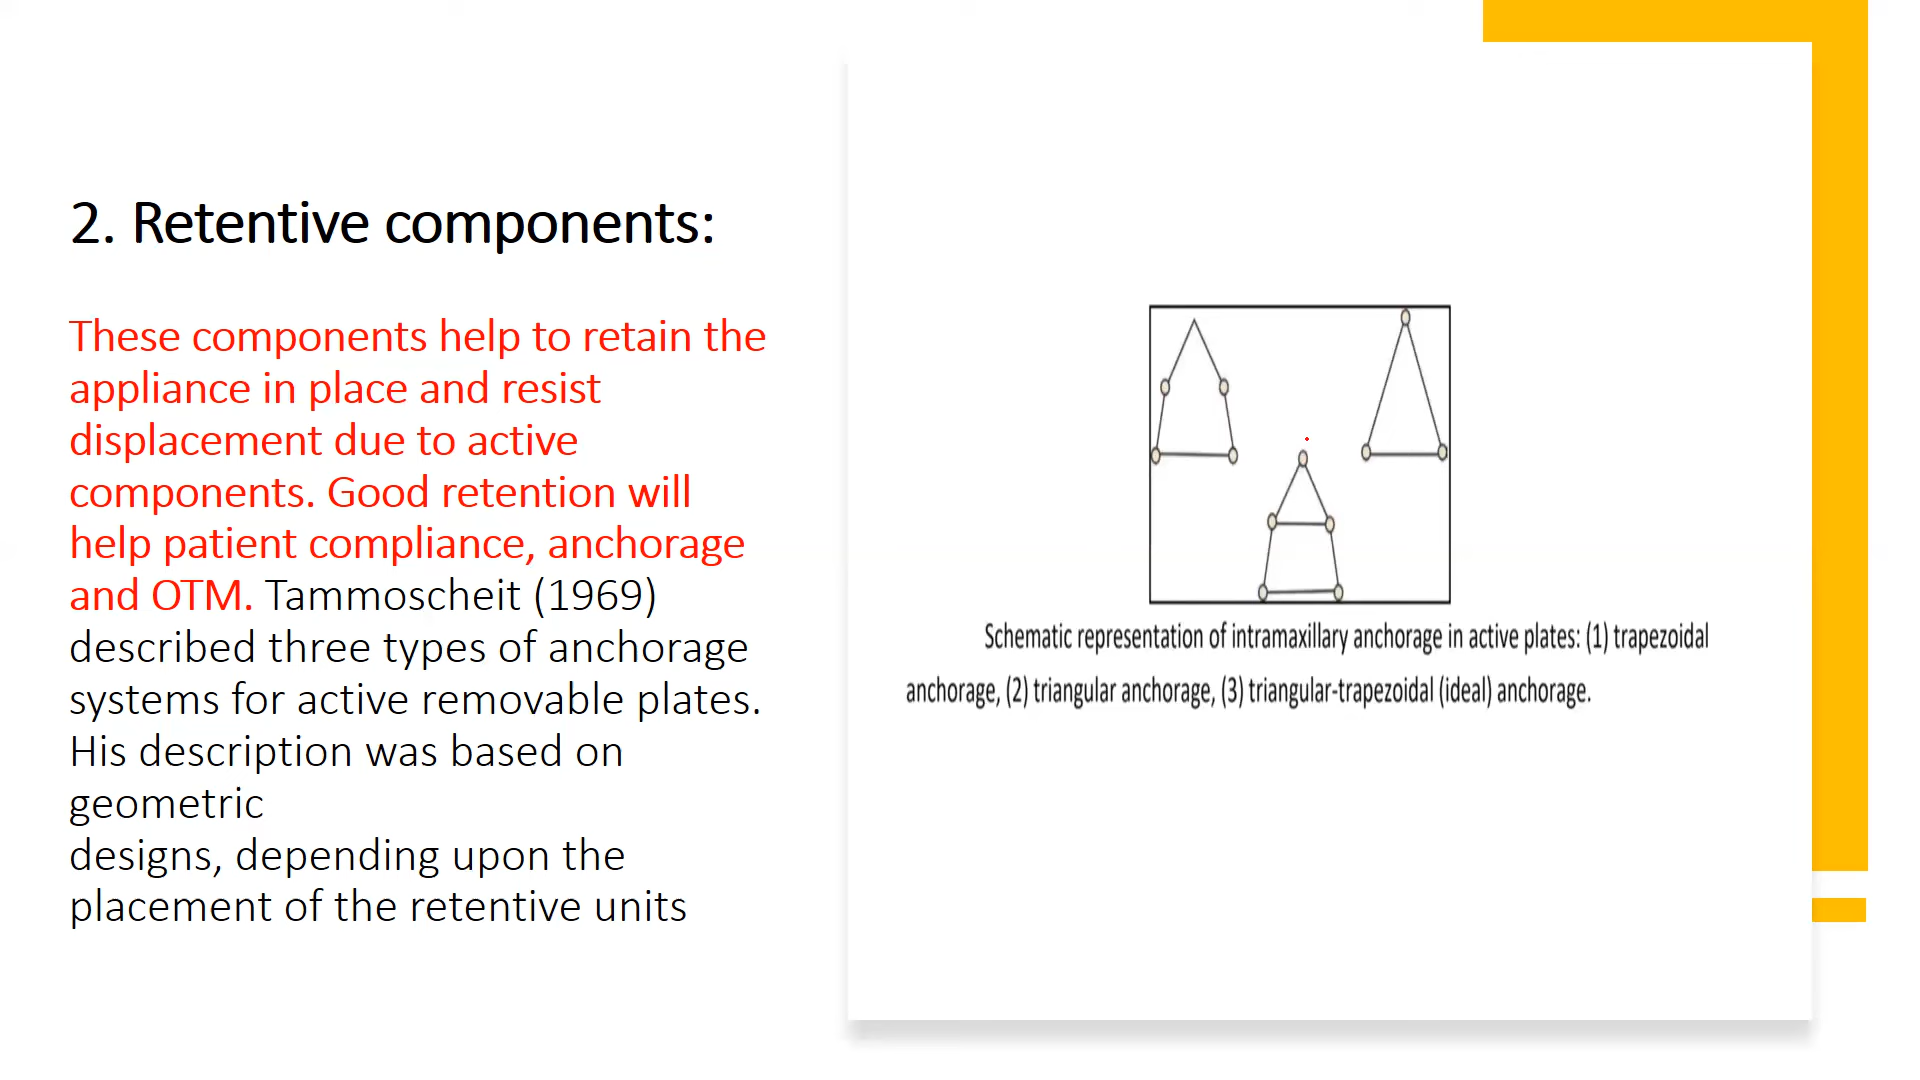 2. Retentive components:
These components help to retain the
appliance in place and resist
displacement due to active
components. Good retention will
help patient compliance, anchorage
and OTM. Tammoscheit (1969)
described three types of anchorage
systems for active removable plates.
His description was based on
geometric
designs, depending upon the
placement of the retentive units
Schematic representation of intramaxillary anchorage in active plates: (1) trapezoidal
anchorage, (2) triangular anchorage, (3) triangular-trapezoidal (ideal) anchorage.